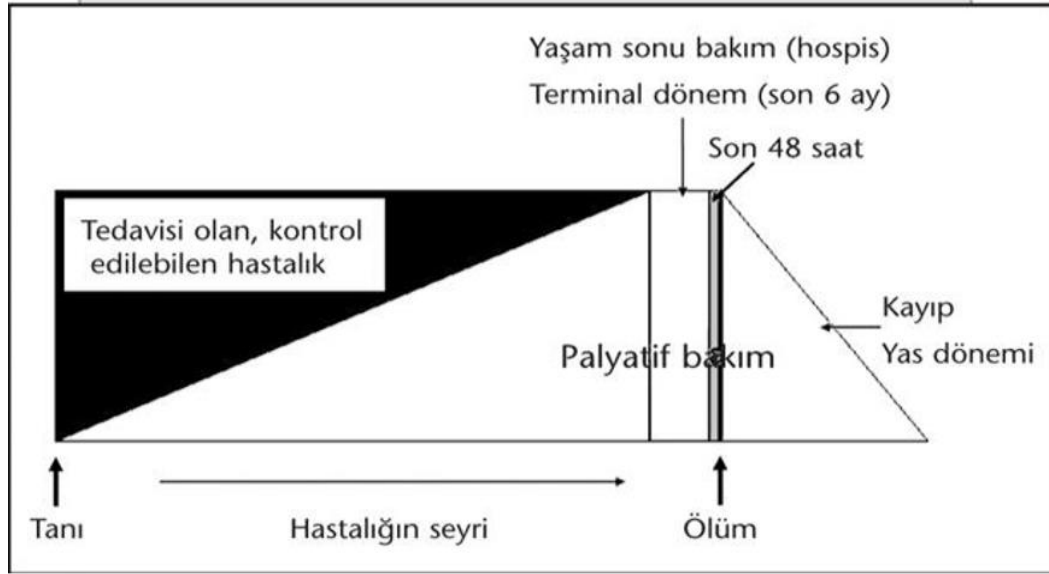 Yaşam sonu bakım (hospis)
Terminal dönem (son 6 ay)
Son 48 saat
Tedavisi olan, kontrol
edilebilen hastalık
Kayıp
Yas dönemi
Palyatif bakım
Tanı
Hastalığın seyri
Ölüm